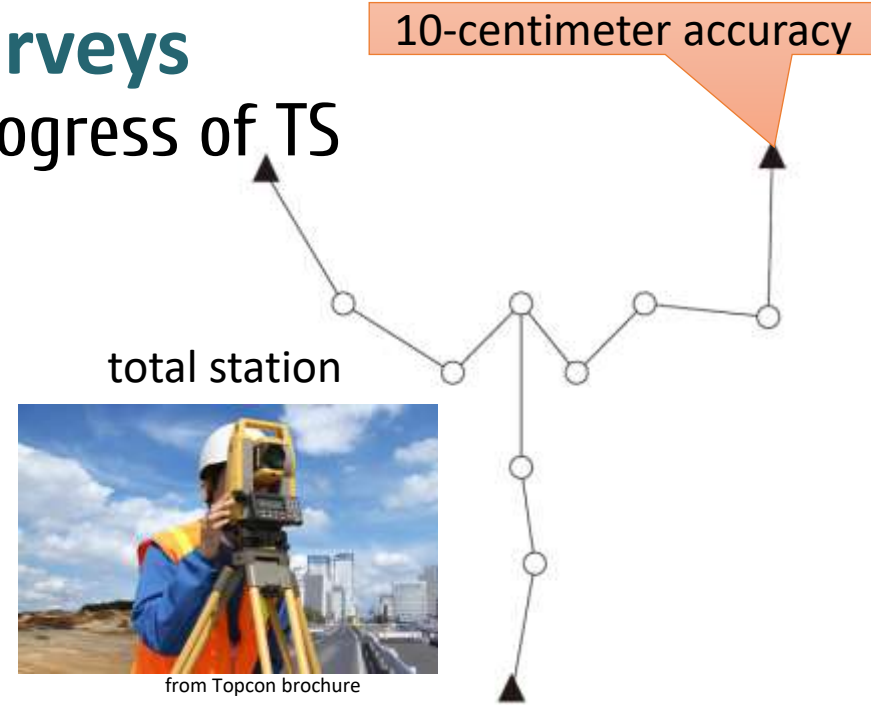 rveys
10-centimeter accuracy
ogress of TS
total station
from Topcon brochure